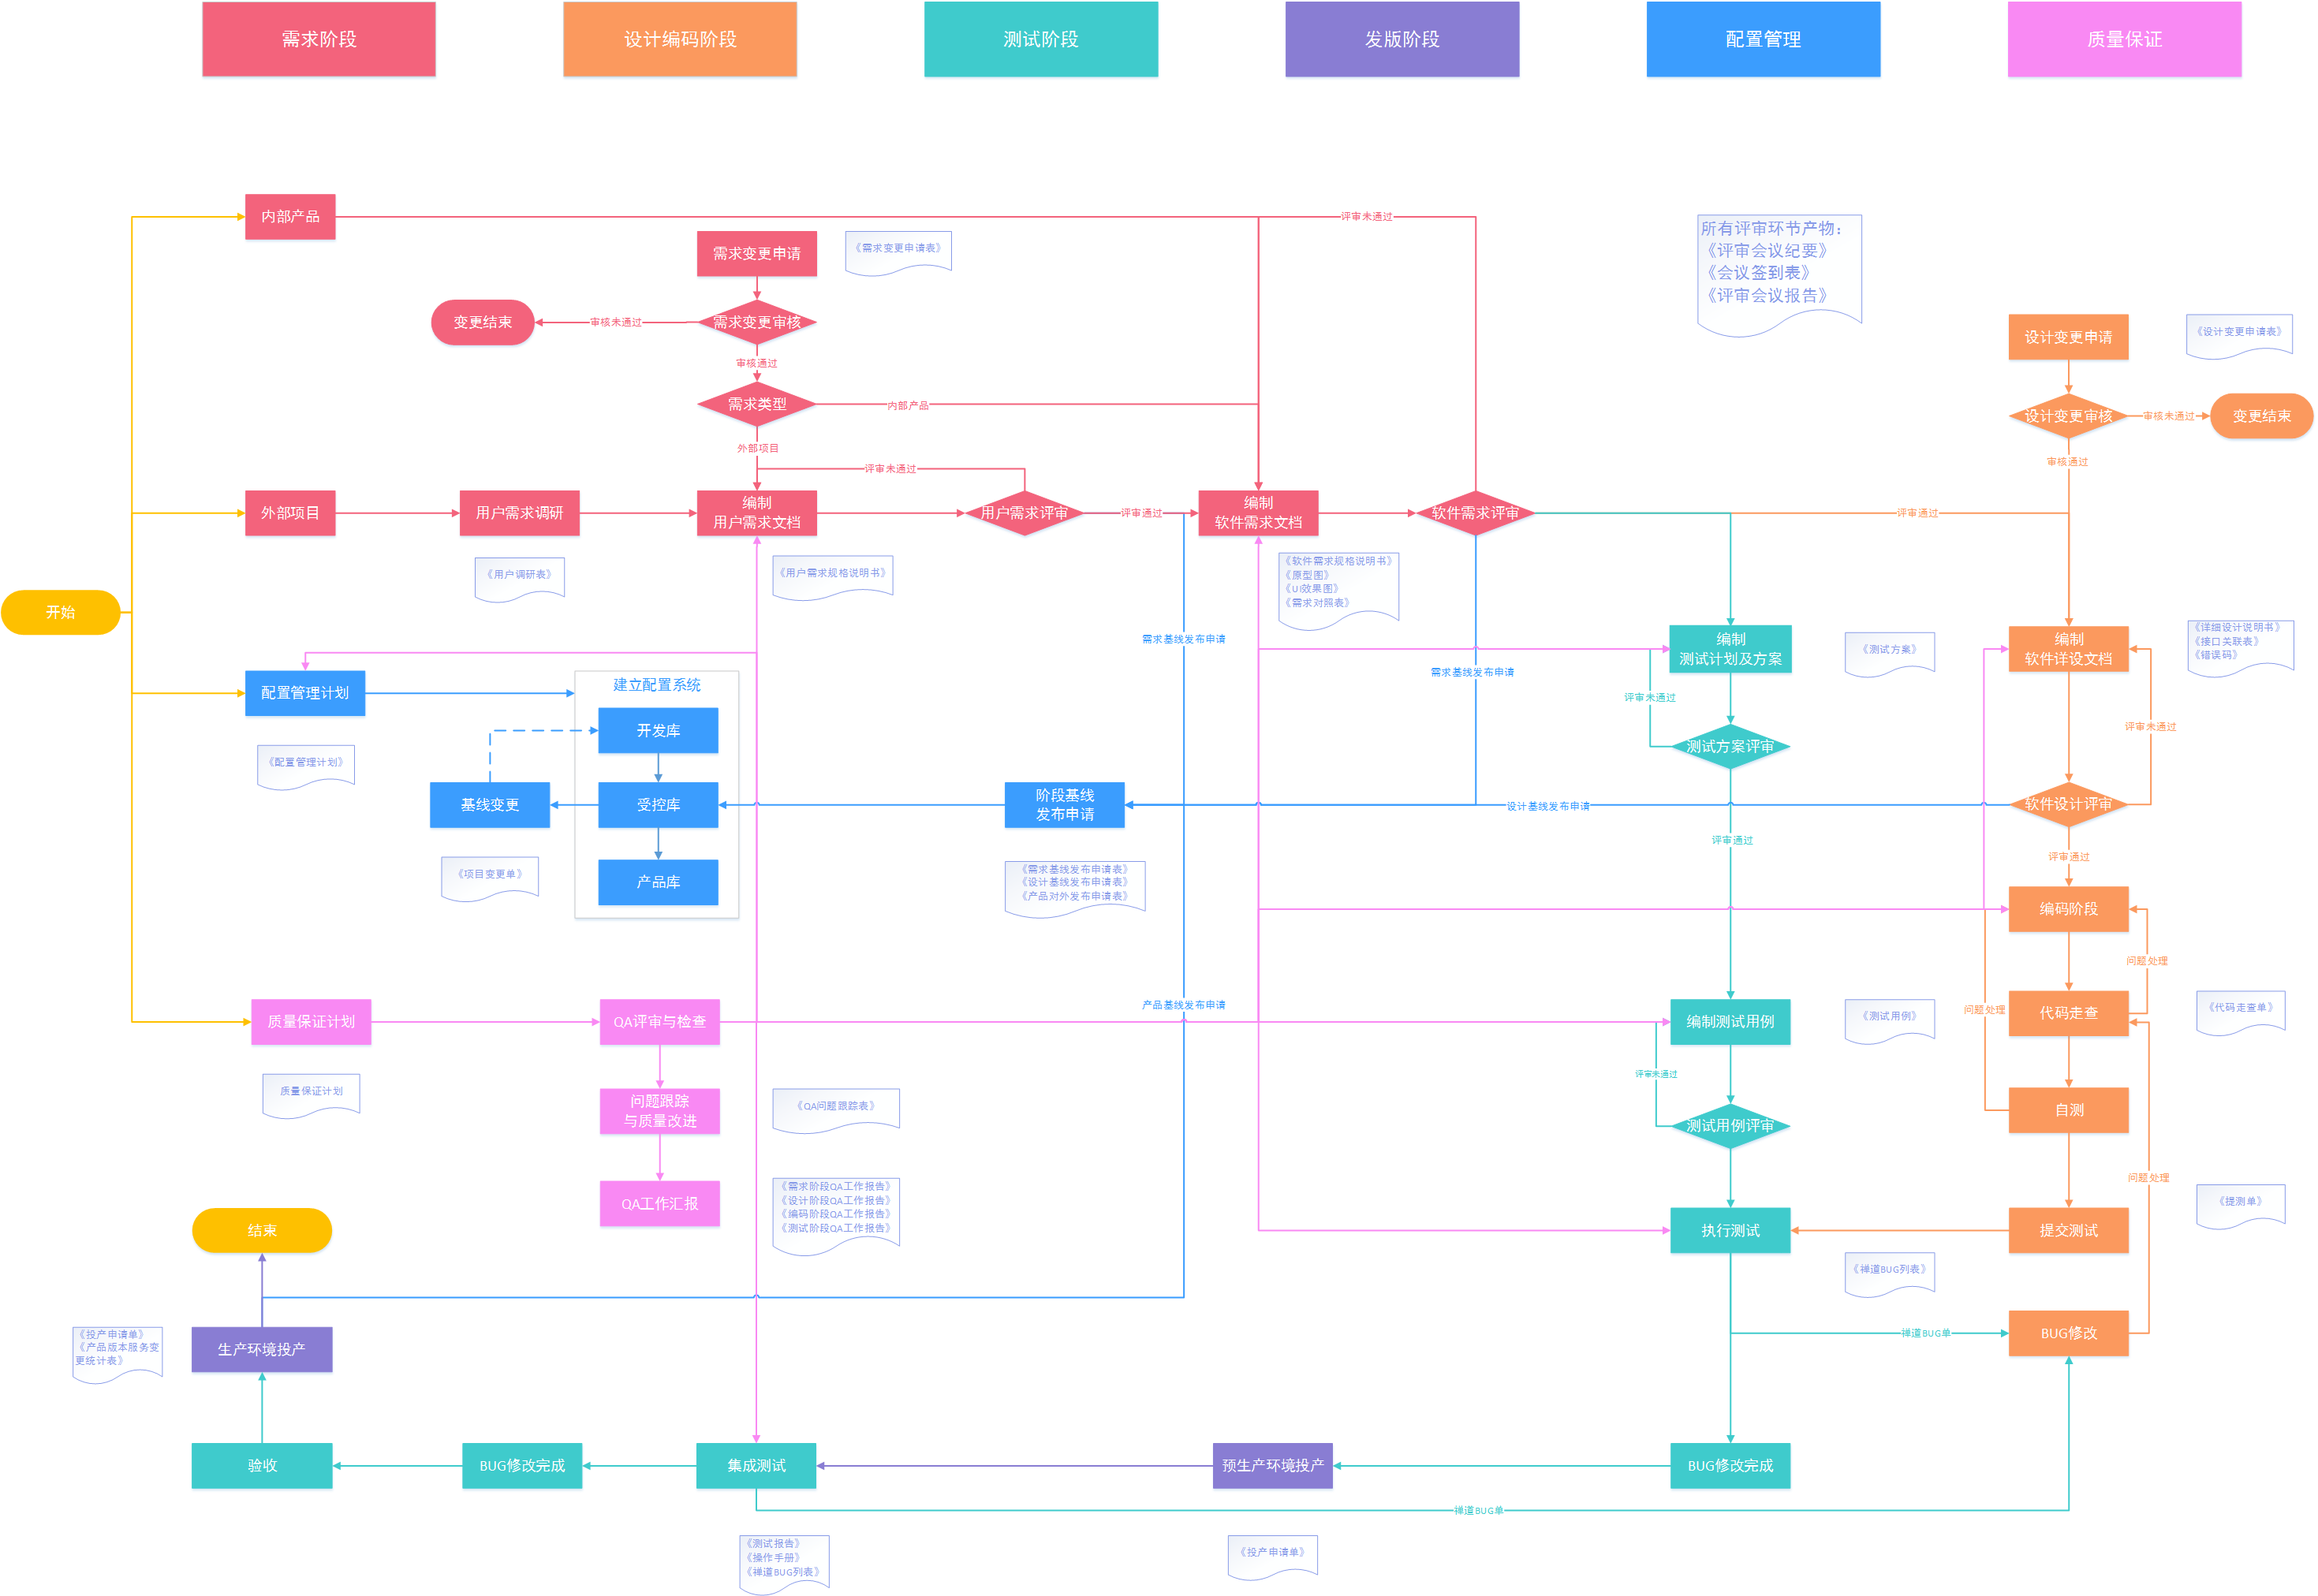 需求阶段
设计编码阶段
测试阶段
发版阶段
配置管理
质量保证
内部产品
评审未通过
所有评审环节产物：
《评审会议纪要》
《会议签到表》
《评审会议报告》
需求变更申请
《需求变更申请表》
变更结束
审核未通过
需求变更审核
设计变更申请
《设计变更申请表》
审核通过
需求类型
内部产品
设计变更审核
审核未通过
变更结束
外部项目
审核通过
评审未通过
外部项目
用户需求调研
编制
用户需求文档
用户需求评审
评审通过
编制
软件需求文档
软件需求评审
评审通过
《用户调研表》
《用户需求规格说明书》
《软件需求规格说明书》
《原型图》
《UI效果图》
《需求对照表》
开始
需求基线发布申请
需求基线发布申请
编制
测试计划及方案
《测试方案》
编制
软件详设文档
《详细设计说明书》
《接口关联表》
《错误码》
配置管理计划
建立配置系统
开发库
评审未通过
评审未通过
测试方案评审
《配置管理计划》
基线变更
受控库
阶段基线
发布申请
设计基线发布申请
软件设计评审
评审通过
评审通过
《项目变更单》
产品库
《需求基线发布申请表》
《设计基线发布申请表》
《产品对外发布申请表》
编码阶段
问题处理
产品基线发布申请
问题处理
代码走查
《代码走查单》
质量保证计划
QA评审与检查
编制测试用例
《测试用例》
评审未通过
质量保证计划
问题跟踪
与质量改进
《QA问题跟踪表》
测试用例评审
自测
问题处理
QA工作汇报
《需求阶段QA工作报告》
《设计阶段QA工作报告》
《编码阶段QA工作报告》
《测试阶段QA工作报告》
结束
执行测试
提交测试
《提测单》
《禅道BUG列表》
《投产申请单》
《产品版本服务变
更统计表》
生产环境投产
禅道BUG单
BUG修改
验收
BUG修改完成
集成测试
预生产环境投产
BUG修改完成
禅道BUG单
《测试报告》
《操作手册》
《禅道BUG列表》
《投产申请单》